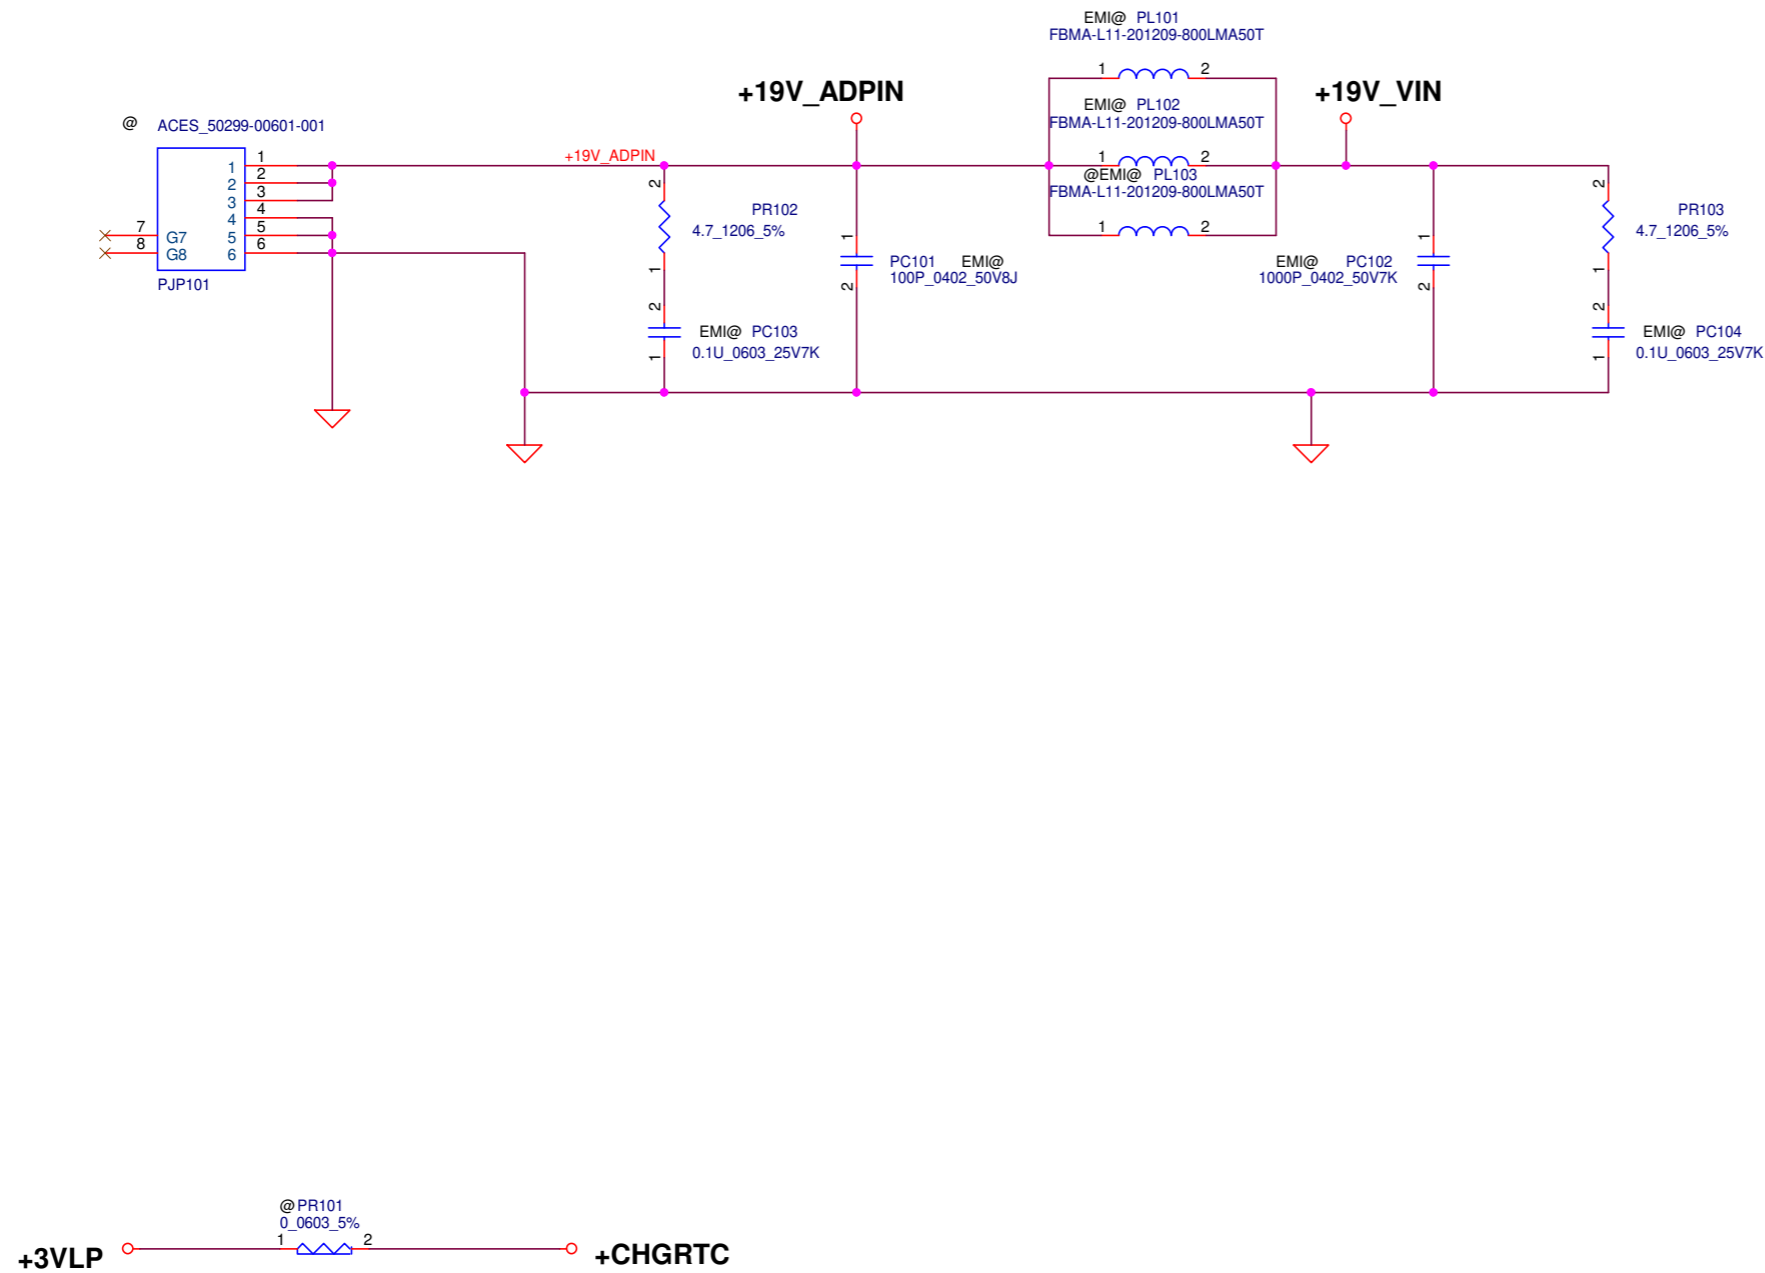 EMI@ PL101
FBMA-L11-201209-800LMA50T
1 2
+19V_ADPIN
+19V_VIN
EMI@ PL102
FBMA-L11-201209-800LMA50T
@ ACES_50299-00601-001
+19V_ADPIN
1 2
@EMI@ PL103
FBMA-L11-201209-800LMA50T
1 2
1 1
2 2
3 3
4 4
5 5
6 6
7 G7
8 G8
PJP101
2
PR102
4.7_1206_5%
1
2
EMI@ PC103
0.1U_0603_25V7K
1
1
PC101 EMI@
100P_0402_50V8J
2
1
EMI@ PC102
1000P_0402_50V7K
2
2
PR103
4.7_1206_5%
1
2
EMI@ PC104
0.1U_0603_25V7K
1
@PR101
0_0603_5%
1 2
+3VLP
+CHGRTC